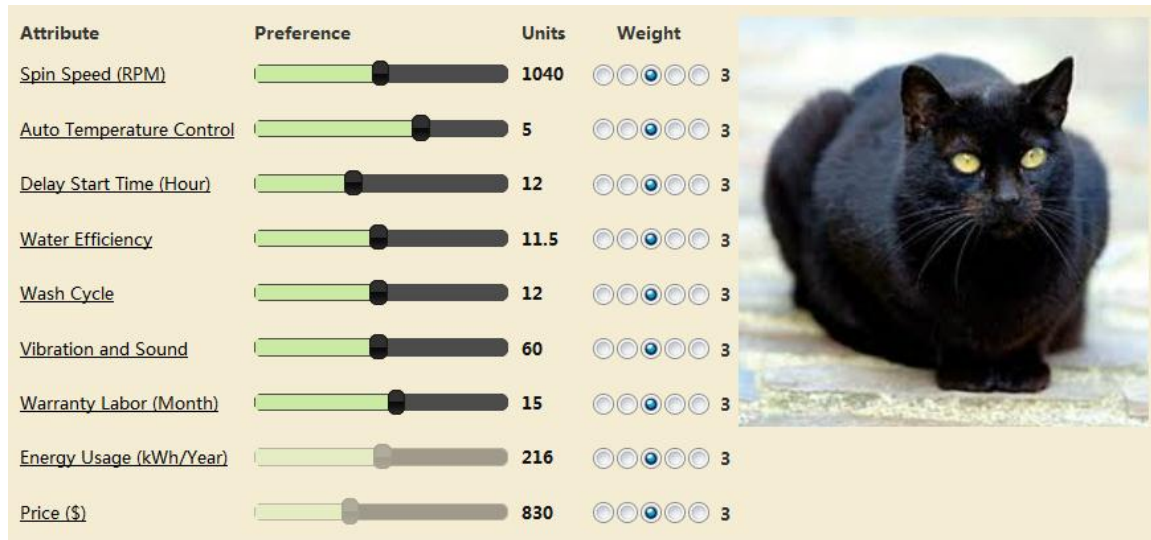 Attribute Preference Units Weight
Spin Speed (RPM) 1040 3
Auto Temperature Control 5 3
Delay Start Time (Hour) 12 3
Water Efficiency 11.5 3
Wash Cycle 12 3
Vibration and Sound 60 3
Warranty Labor (Month) 15 3
Energy Usage (kWh/Year) 216 3
Price ($) 830 3